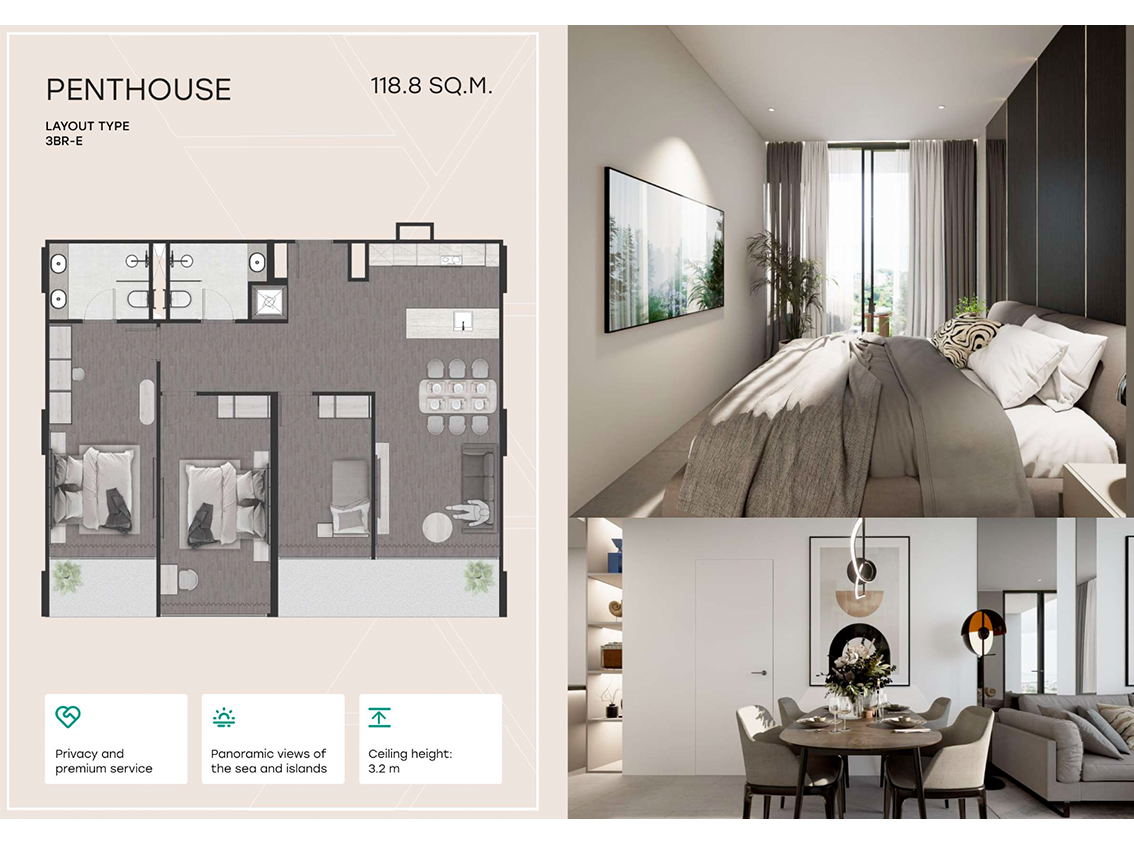 PENTHOUSE
118.8 SQ.M.
LAYOUT TYPE
3BR-E
Privacy and
premium service
Panoramic views of
the sea and islands
Ceiling height:
3.2 m